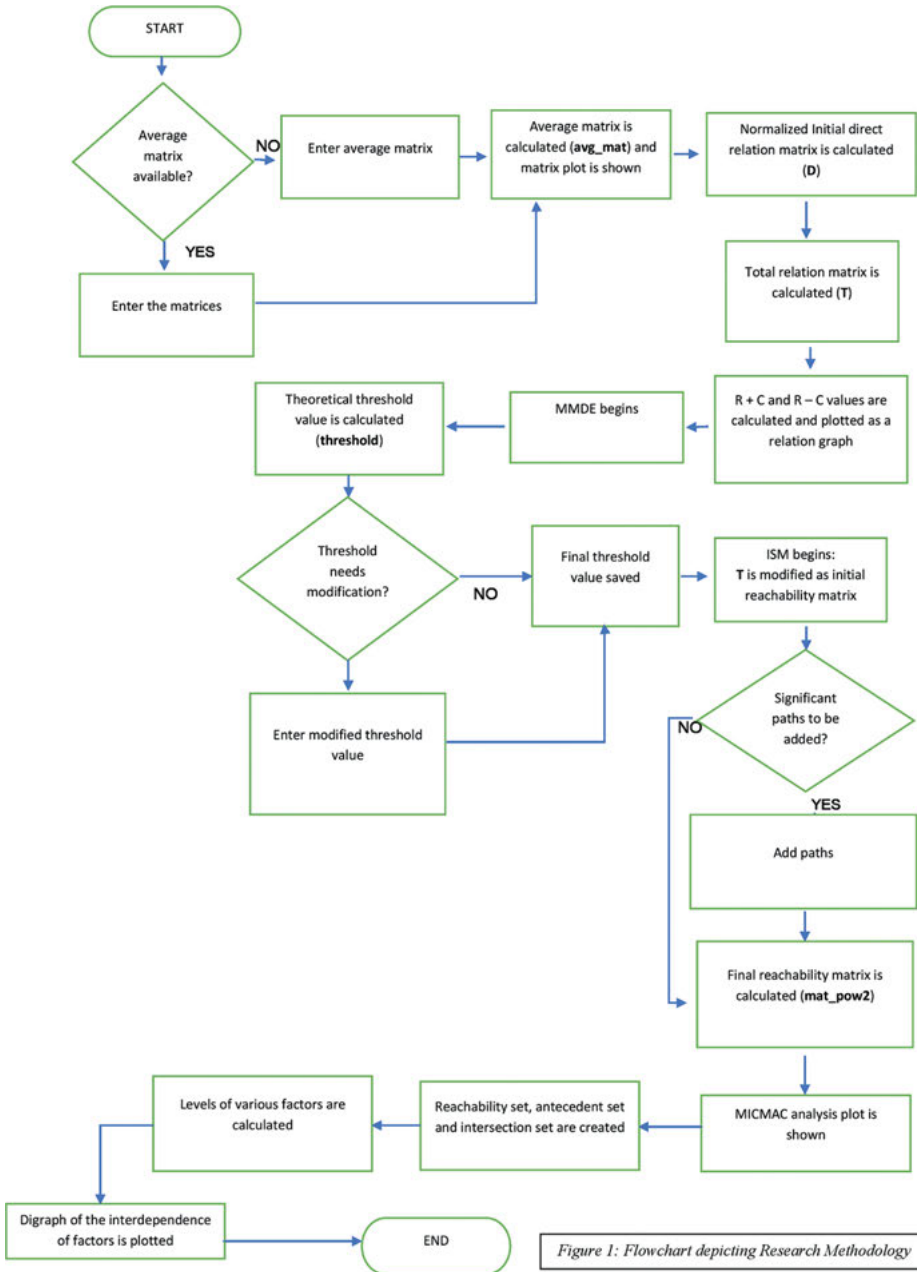 START
Average
matrix
available?
NO
Enter average matrix
Average matrix is
calculated (avg_mat) and
matrix plot is shown
Normalized Initial direct
relation matrix is calculated
(D)
YES
Enter the matrices
Total relation matrix is
calculated (T)
R + C and R – C values are
calculated and plotted as a
relation graph
MMDE begins
Theoretical threshold
value is calculated
(threshold)
Threshold
needs
modification?
NO
Final threshold
value saved
ISM begins:
T is modified as initial
reachability matrix
Enter modified threshold
value
Significant
paths to be
added?
NO
YES
Add paths
Final reachability matrix is
calculated (mat_pow2)
MICMAC analysis plot is
shown
Reachability set, antecedent set
and intersection set are created
Levels of various factors are
calculated
Digraph of the interdependence
of factors is plotted
END
Figure 1: Flowchart depicting Research Methodology